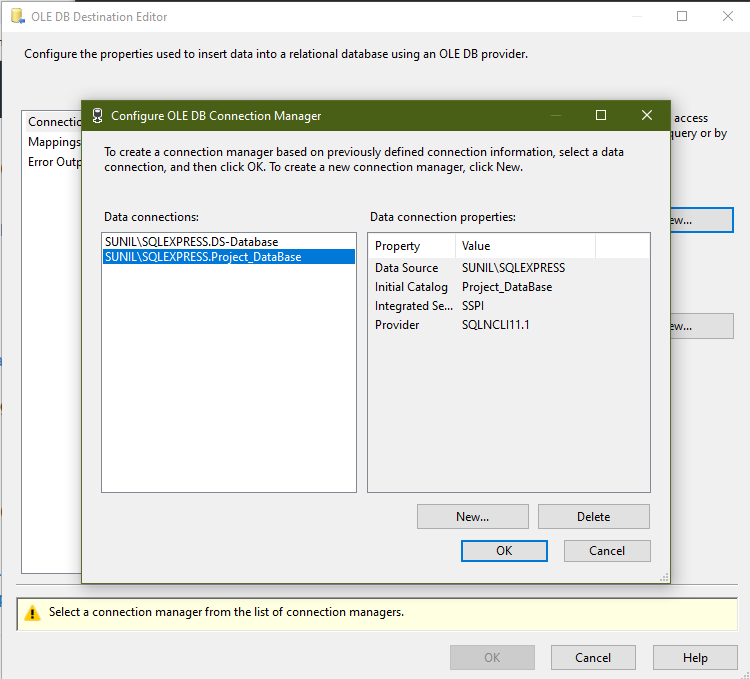 OLE DB Destination Editor
Configure the properties used to insert data into a relational database using an OLE DB provider.
Connectio
Mappings
Error Outp
access
query or by
ew...
ew...
Configure OLE DB Connection Manager
To create a connection manager based on previously defined connection information, select a data
connection, and then click OK. To create a new connection manager, click New.
Data connections:
SUNIL\SQLEXPRESS.DS-Database
SUNIL\SQLEXPRESS.Project_DataBase
Data connection properties:
Property Value
Data Source SUNIL\SQLEXPRESS
Initial Catalog Project_DataBase
Integrated Se... SSPI
Provider SQLNCLI11.1
New... Delete
OK Cancel
Select a connection manager from the list of connection managers.
OK Cancel Help